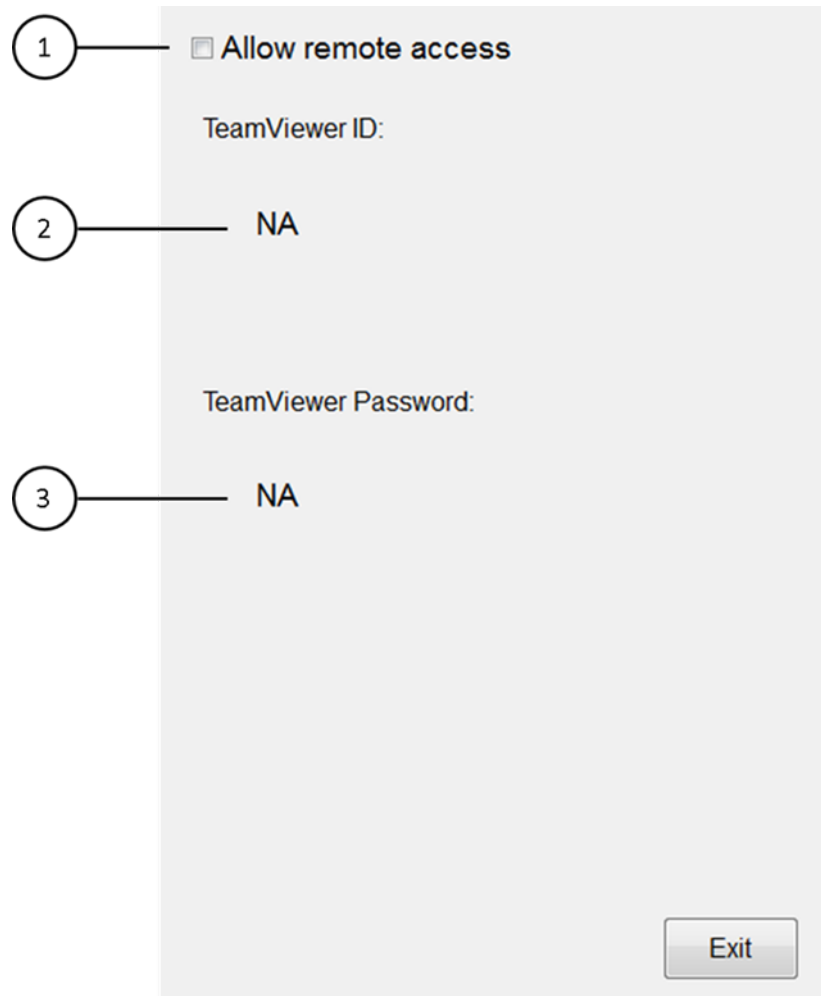 1 Allow remote access
TeamViewer ID:
2 NA
TeamViewer Password:
3 NA
Exit